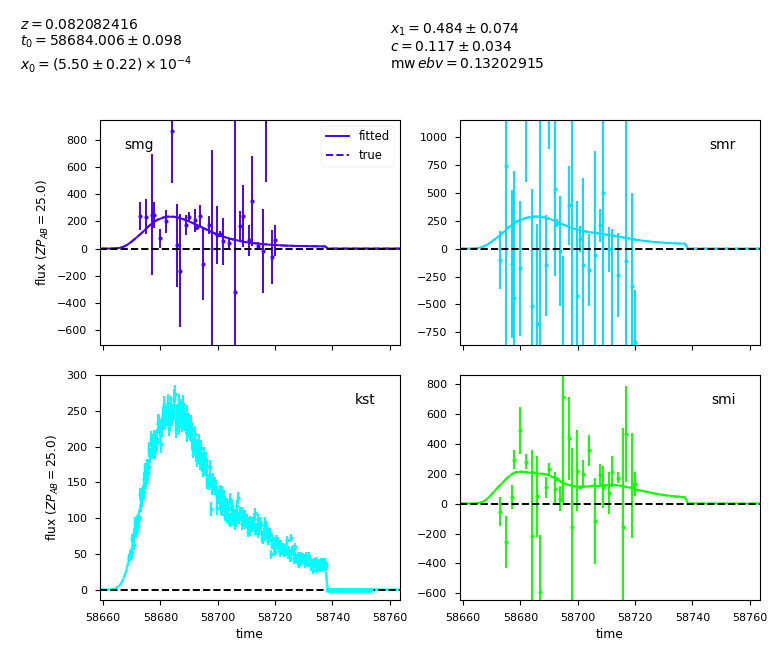 z = 0.082082416
t₀ = 58684.006 ± 0.098
x₀ = (5.50 ± 0.22) × 10⁻⁴
x₁ = 0.484 ± 0.074
c = 0.117 ± 0.034
mw ebv = 0.13202915
800
600
400
200
0
−200
−400
−600
flux (ZP_AB = 25.0)
smg
fitted
true
1000
750
500
250
0
−250
−500
−750
smr
300
250
200
150
100
50
0
flux (ZP_AB = 25.0)
kst
58660 58680 58700 58720 58740 58760
time
800
600
400
200
0
−200
−400
−600
smi
58660 58680 58700 58720 58740 58760
time